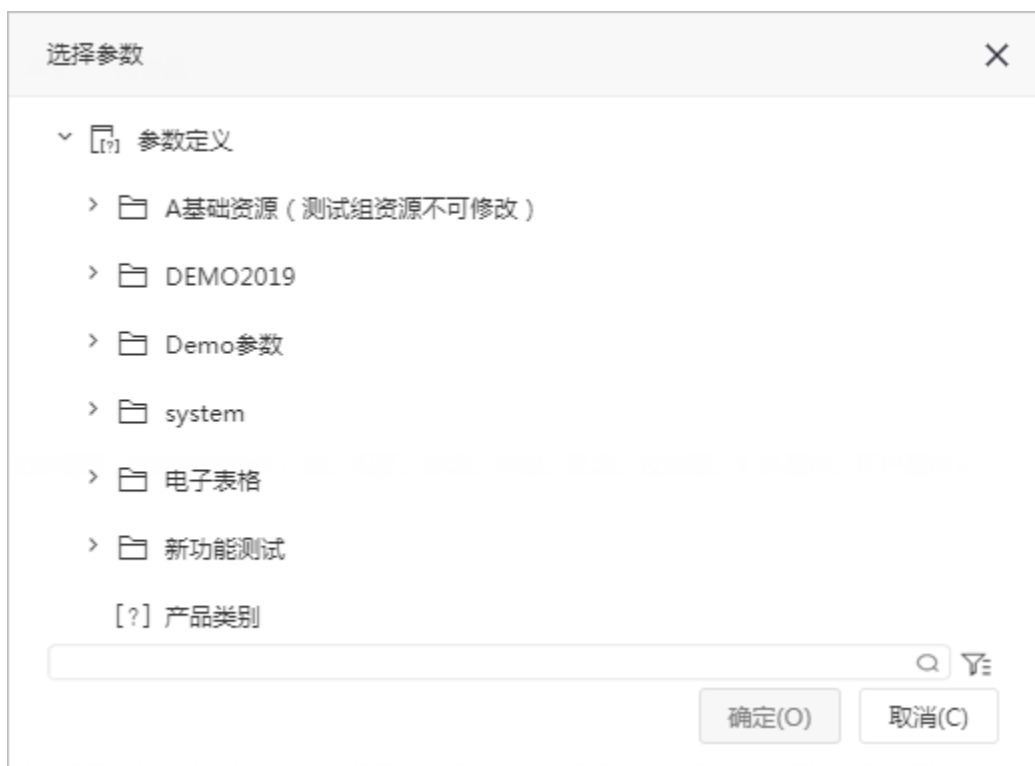 选择参数
参数定义
A基础资源（测试组资源不可修改）
DEMO2019
Demo参数
system
电子表格
新功能测试
[?] 产品类别
确定(O) 取消(C)